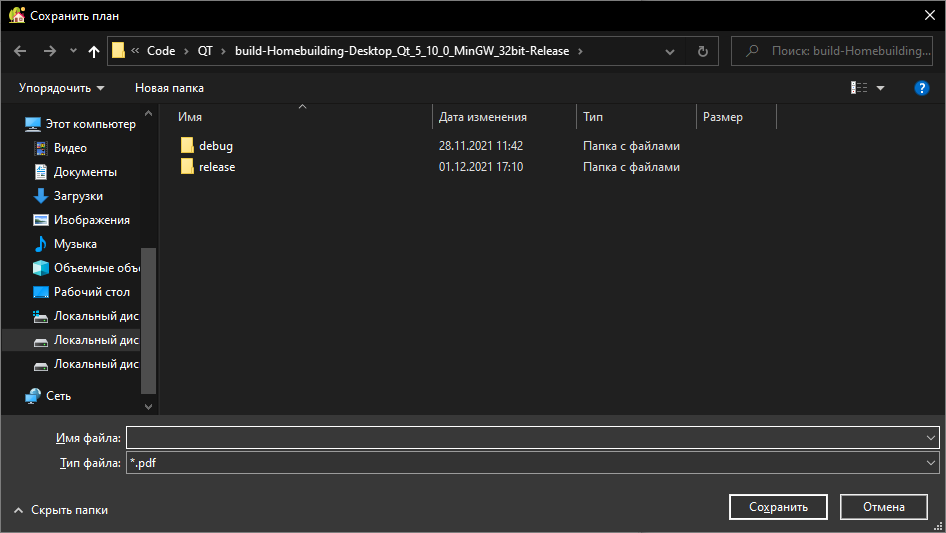 Сохранить план
« Code › QT › build-Homebuilding-Desktop_Qt_5_10_0_MinGW_32bit-Release ›
Поиск: build-Homebuilding...
Упорядочить
Новая папка
?
Имя
Дата изменения
Тип
Размер
debug
28.11.2021 11:42
Папка с файлами
release
01.12.2021 17:10
Папка с файлами
Этот компьютер
Видео
Документы
Загрузки
Изображения
Музыка
Объемные объ
Рабочий стол
Локальный дис
Локальный дис
Локальный дис
Сеть
Имя файла:
Тип файла:
*.pdf
Скрыть папки
Сохранить
Отмена